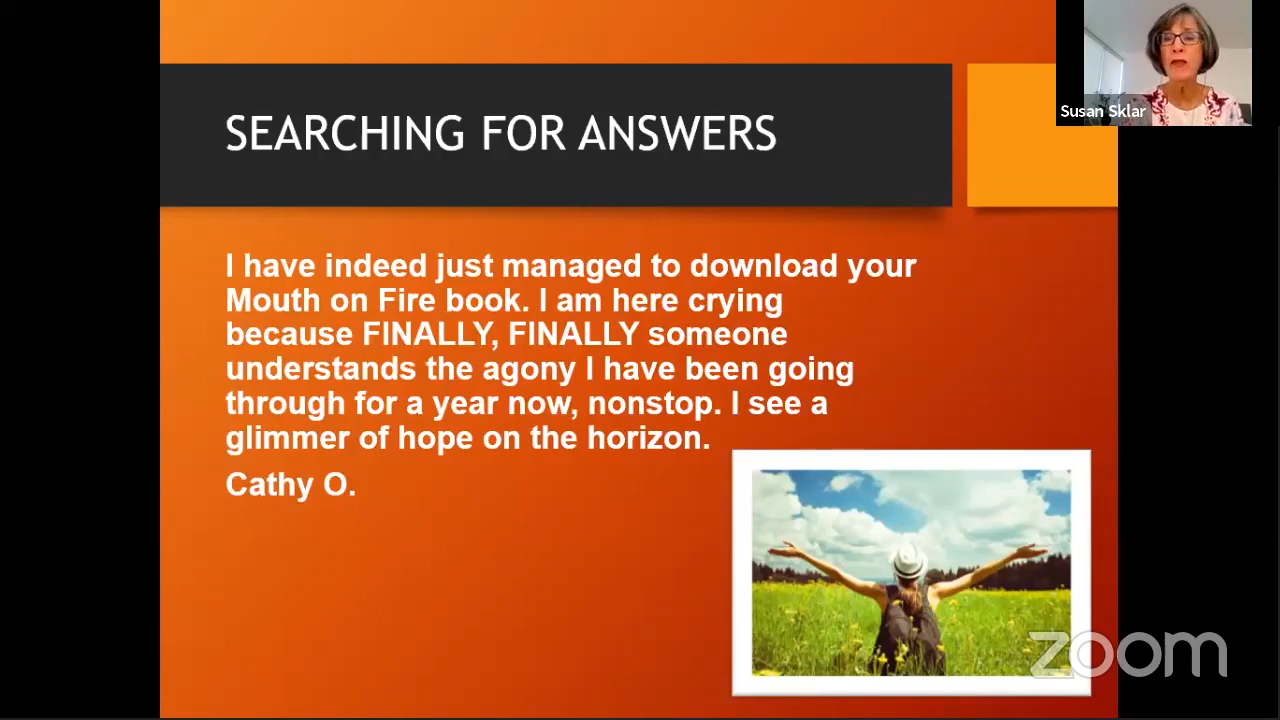 SEARCHING FOR ANSWERS
Susan Sklar
I have indeed just managed to download your
Mouth on Fire book. I am here crying
because FINALLY, FINALLY someone
understands the agony I have been going
through for a year now, nonstop. I see a
glimmer of hope on the horizon.
Cathy O.
zoom